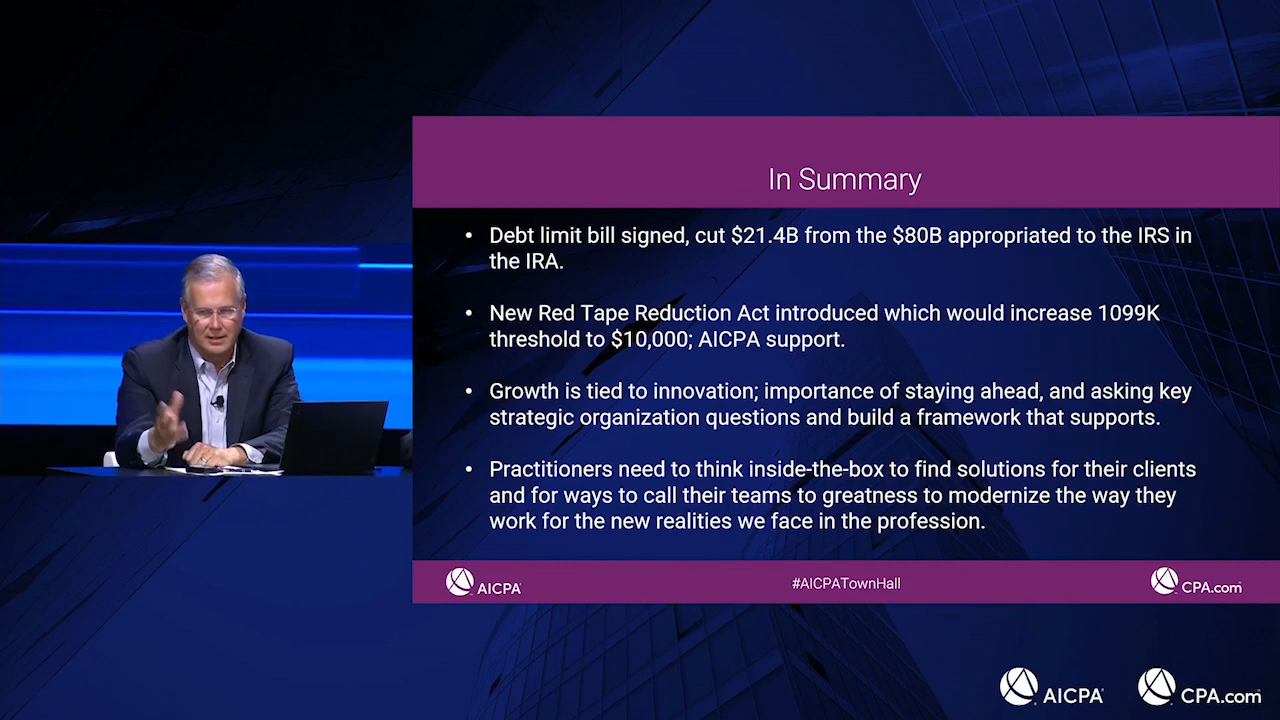 In Summary
• Debt limit bill signed, cut $21.4B from the $80B appropriated to the IRS in
the IRA.
• New Red Tape Reduction Act introduced which would increase 1099K
threshold to $10,000; AICPA support.
• Growth is tied to innovation; importance of staying ahead, and asking key
strategic organization questions and build a framework that supports.
• Practitioners need to think inside-the-box to find solutions for their clients
and for ways to call their teams to greatness to modernize the way they
work for the new realities we face in the profession.
AICPA
#AICPATownHall
CPA.com
AICPA
CPA.com